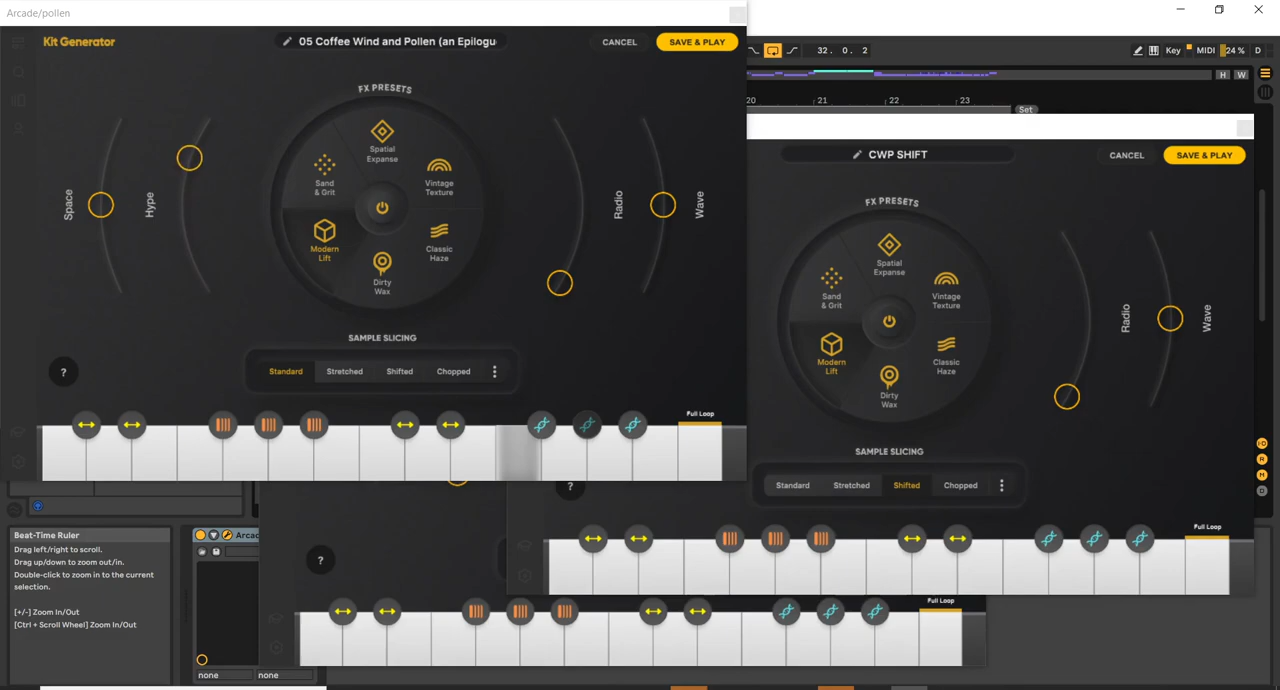 Arcade/pollen
Kit Generator
05 Coffee Wind and Pollen (an Epilogu
CANCEL
SAVE & PLAY
FX PRESETS
Spatial
Expanse
Sand
& Grit
Vintage
Texture
Modern
Lift
Classic
Haze
Dirty
Wax
Space
Hype
Radio
Wave
SAMPLE SLICING
Standard
Stretched
Shifted
Chopped
?
Full Loop
32. 0. 2
Key
MIDI
24 %
D
H
W
20
21
22
23
Set
CWP SHIFT
CANCEL
SAVE & PLAY
FX PRESETS
Spatial
Expanse
Sand
& Grit
Vintage
Texture
Modern
Lift
Classic
Haze
Dirty
Wax
Radio
Wave
SAMPLE SLICING
Standard
Stretched
Shifted
Chopped
?
Full Loop
?
Full Loop
Beat-Time Ruler
Drag left/right to scroll.
Drag up/down to zoom out/in.
Double-click to zoom in to the current
selection.
[+/-] Zoom In/Out
[Ctrl + Scroll Wheel] Zoom In/Out
Arcad
none
none